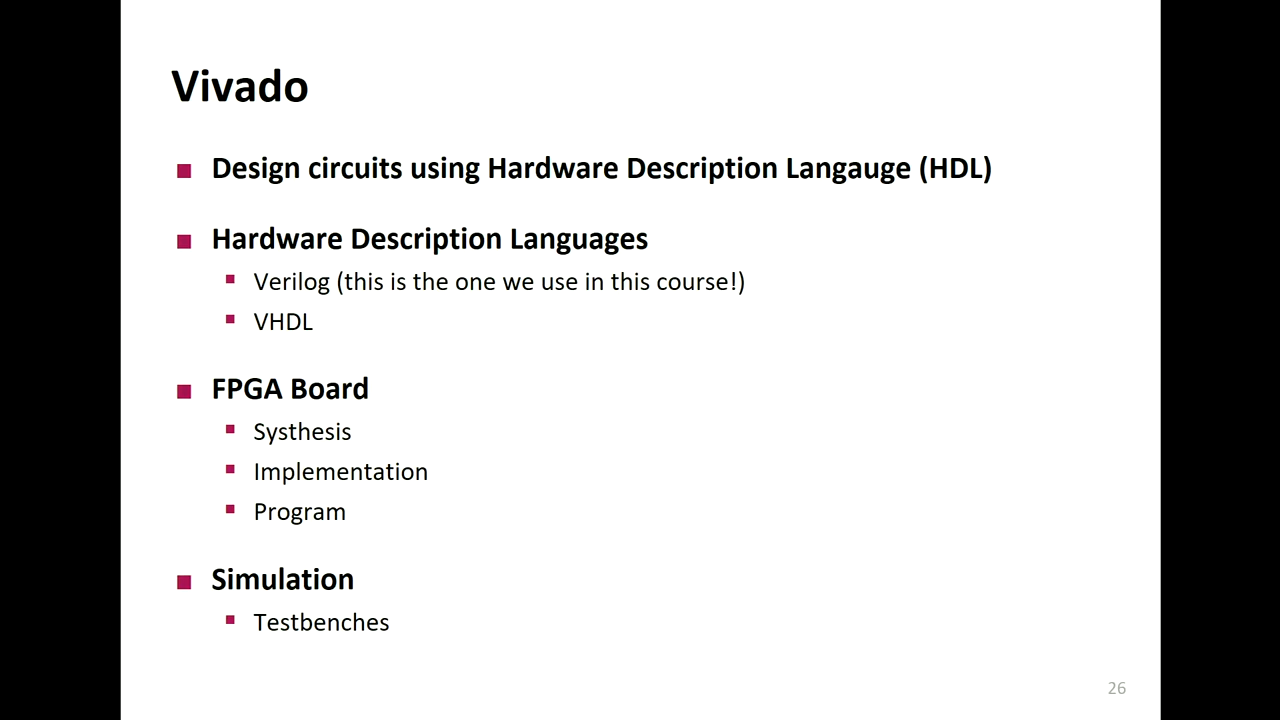 Vivado
Design circuits using Hardware Description Langauge (HDL)
Hardware Description Languages
Verilog (this is the one we use in this course!)
VHDL
FPGA Board
Systhesis
Implementation
Program
Simulation
Testbenches
26